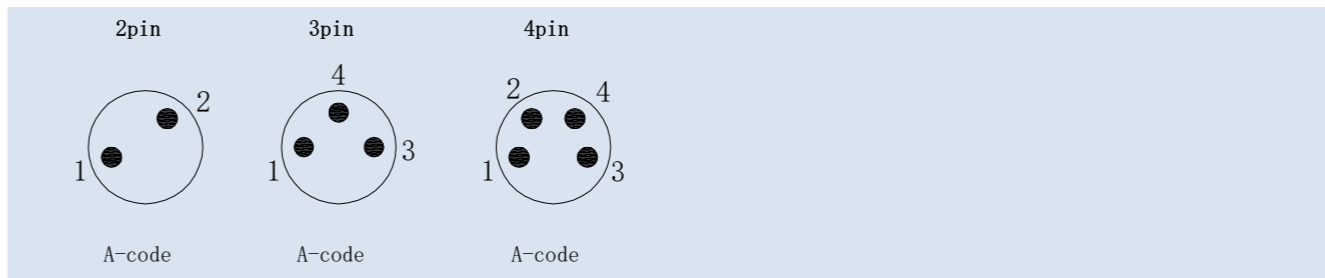 2pin 3pin 4pin
4
2 2 4
1 1 3 1 3
A-code A-code A-code